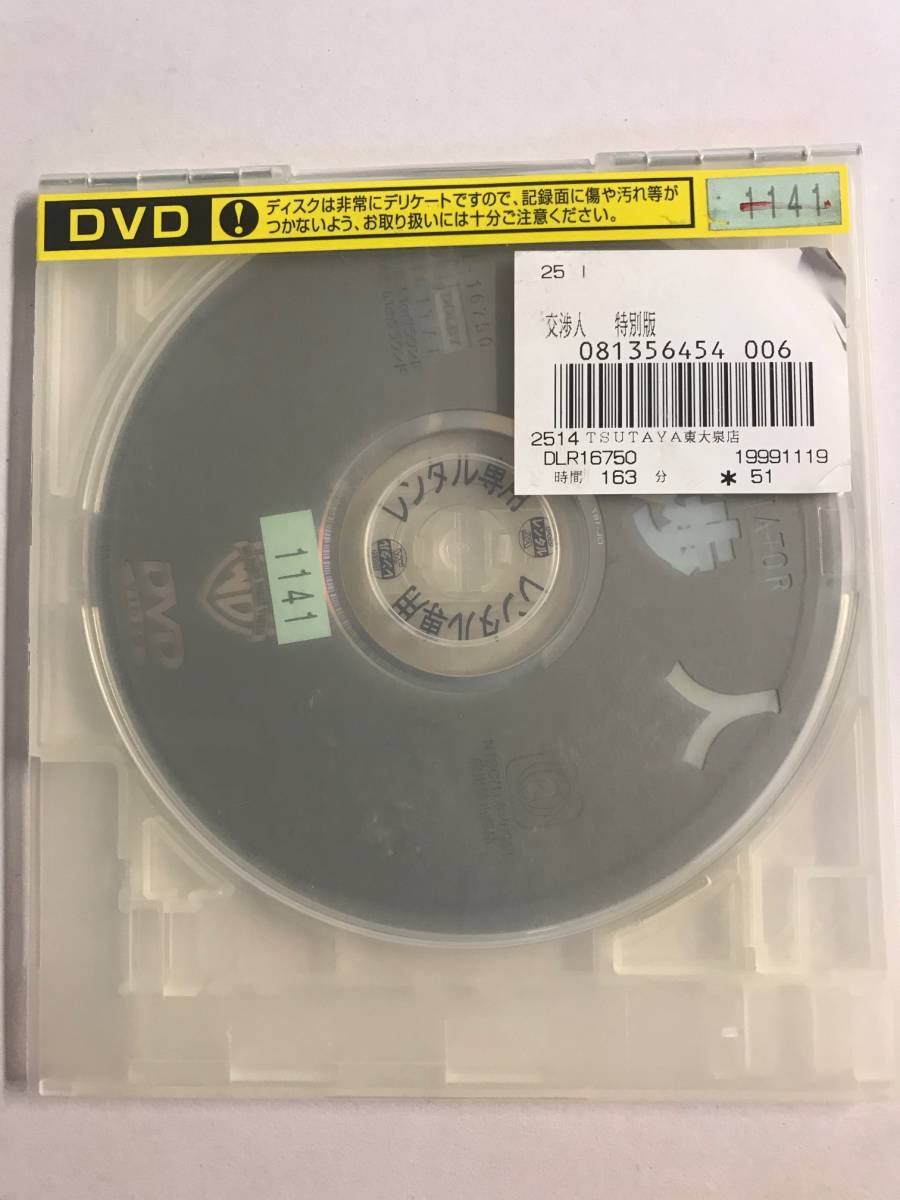 DVD
!
ディスクは非常にデリケートですので、記録面に傷や汚れ等が
つかないよう、お取り扱いには十分ご注意ください。
1141
25 I
交渉人 特別版
081356454 006
2514 TSUTAYA東大泉店
DLR16750 19991119
時間 163 分 * 51
16750
レンタル専用
レンタル専用
1141
DVD
渉
人